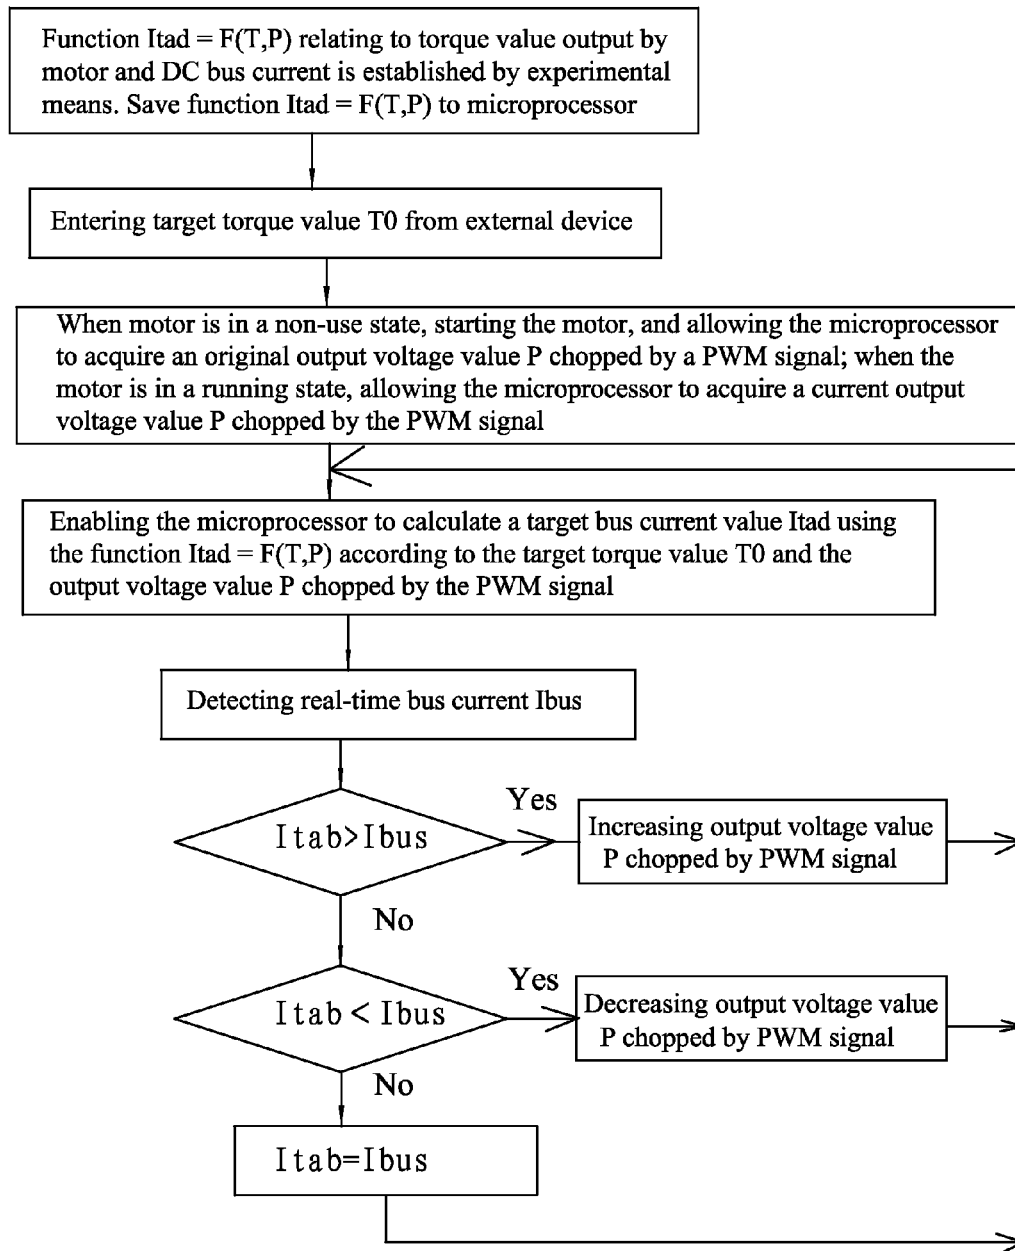 Function Itad = F(T,P) relating to torque value output by
motor and DC bus current is established by experimental
means. Save function Itad = F(T,P) to microprocessor
Entering target torque value T0 from external device
When motor is in a non-use state, starting the motor, and allowing the microprocessor
to acquire an original output voltage value P chopped by a PWM signal; when the
motor is in a running state, allowing the microprocessor to acquire a current output
voltage value P chopped by the PWM signal
Enabling the microprocessor to calculate a target bus current value Itad using
the function Itad = F(T,P) according to the target torque value T0 and the
output voltage value P chopped by the PWM signal
Detecting real-time bus current Ibus
Itab>Ibus
Yes
Increasing output voltage value
P chopped by PWM signal
No
Itab < Ibus
Yes
Decreasing output voltage value
P chopped by PWM signal
No
Itab=Ibus